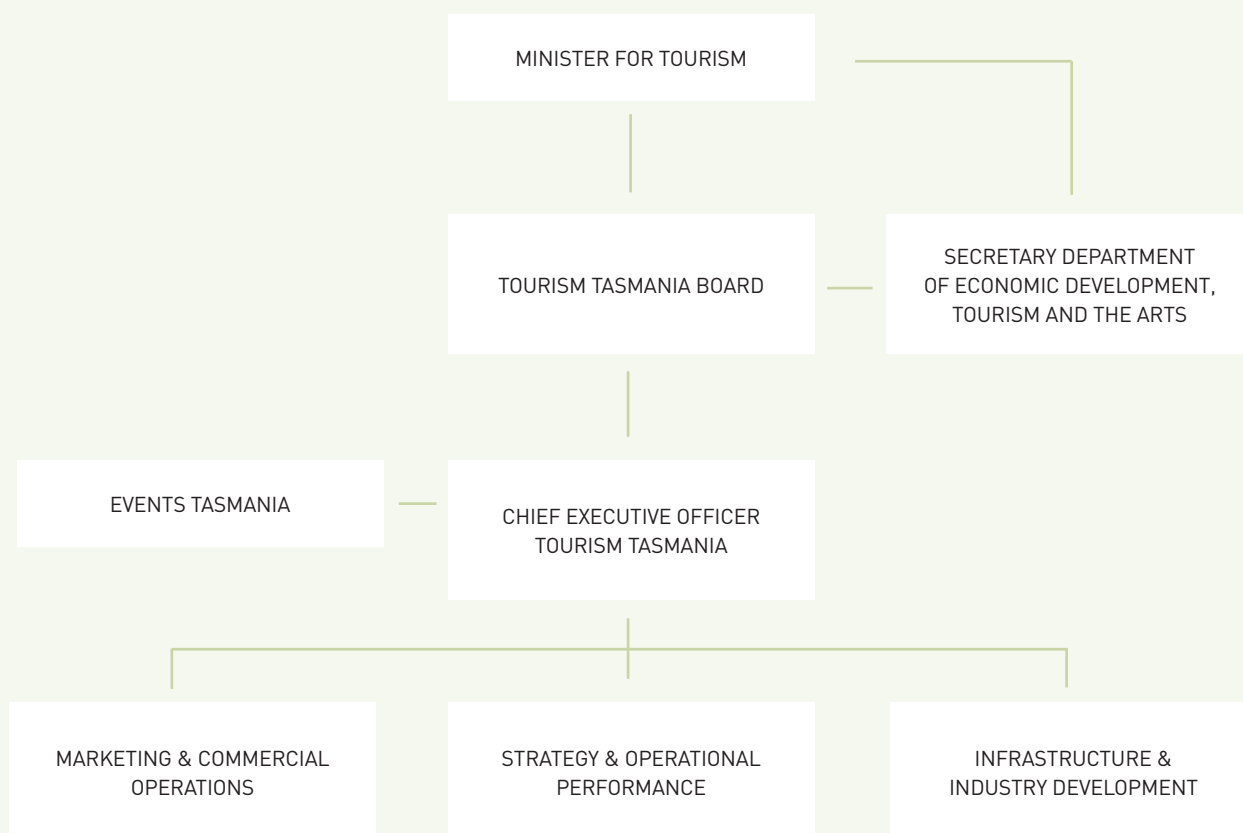 MINISTER FOR TOURISM
TOURISM TASMANIA BOARD
SECRETARY DEPARTMENT
OF ECONOMIC DEVELOPMENT,
TOURISM AND THE ARTS
EVENTS TASMANIA
CHIEF EXECUTIVE OFFICER
TOURISM TASMANIA
MARKETING & COMMERCIAL
OPERATIONS
STRATEGY & OPERATIONAL
PERFORMANCE
INFRASTRUCTURE &
INDUSTRY DEVELOPMENT